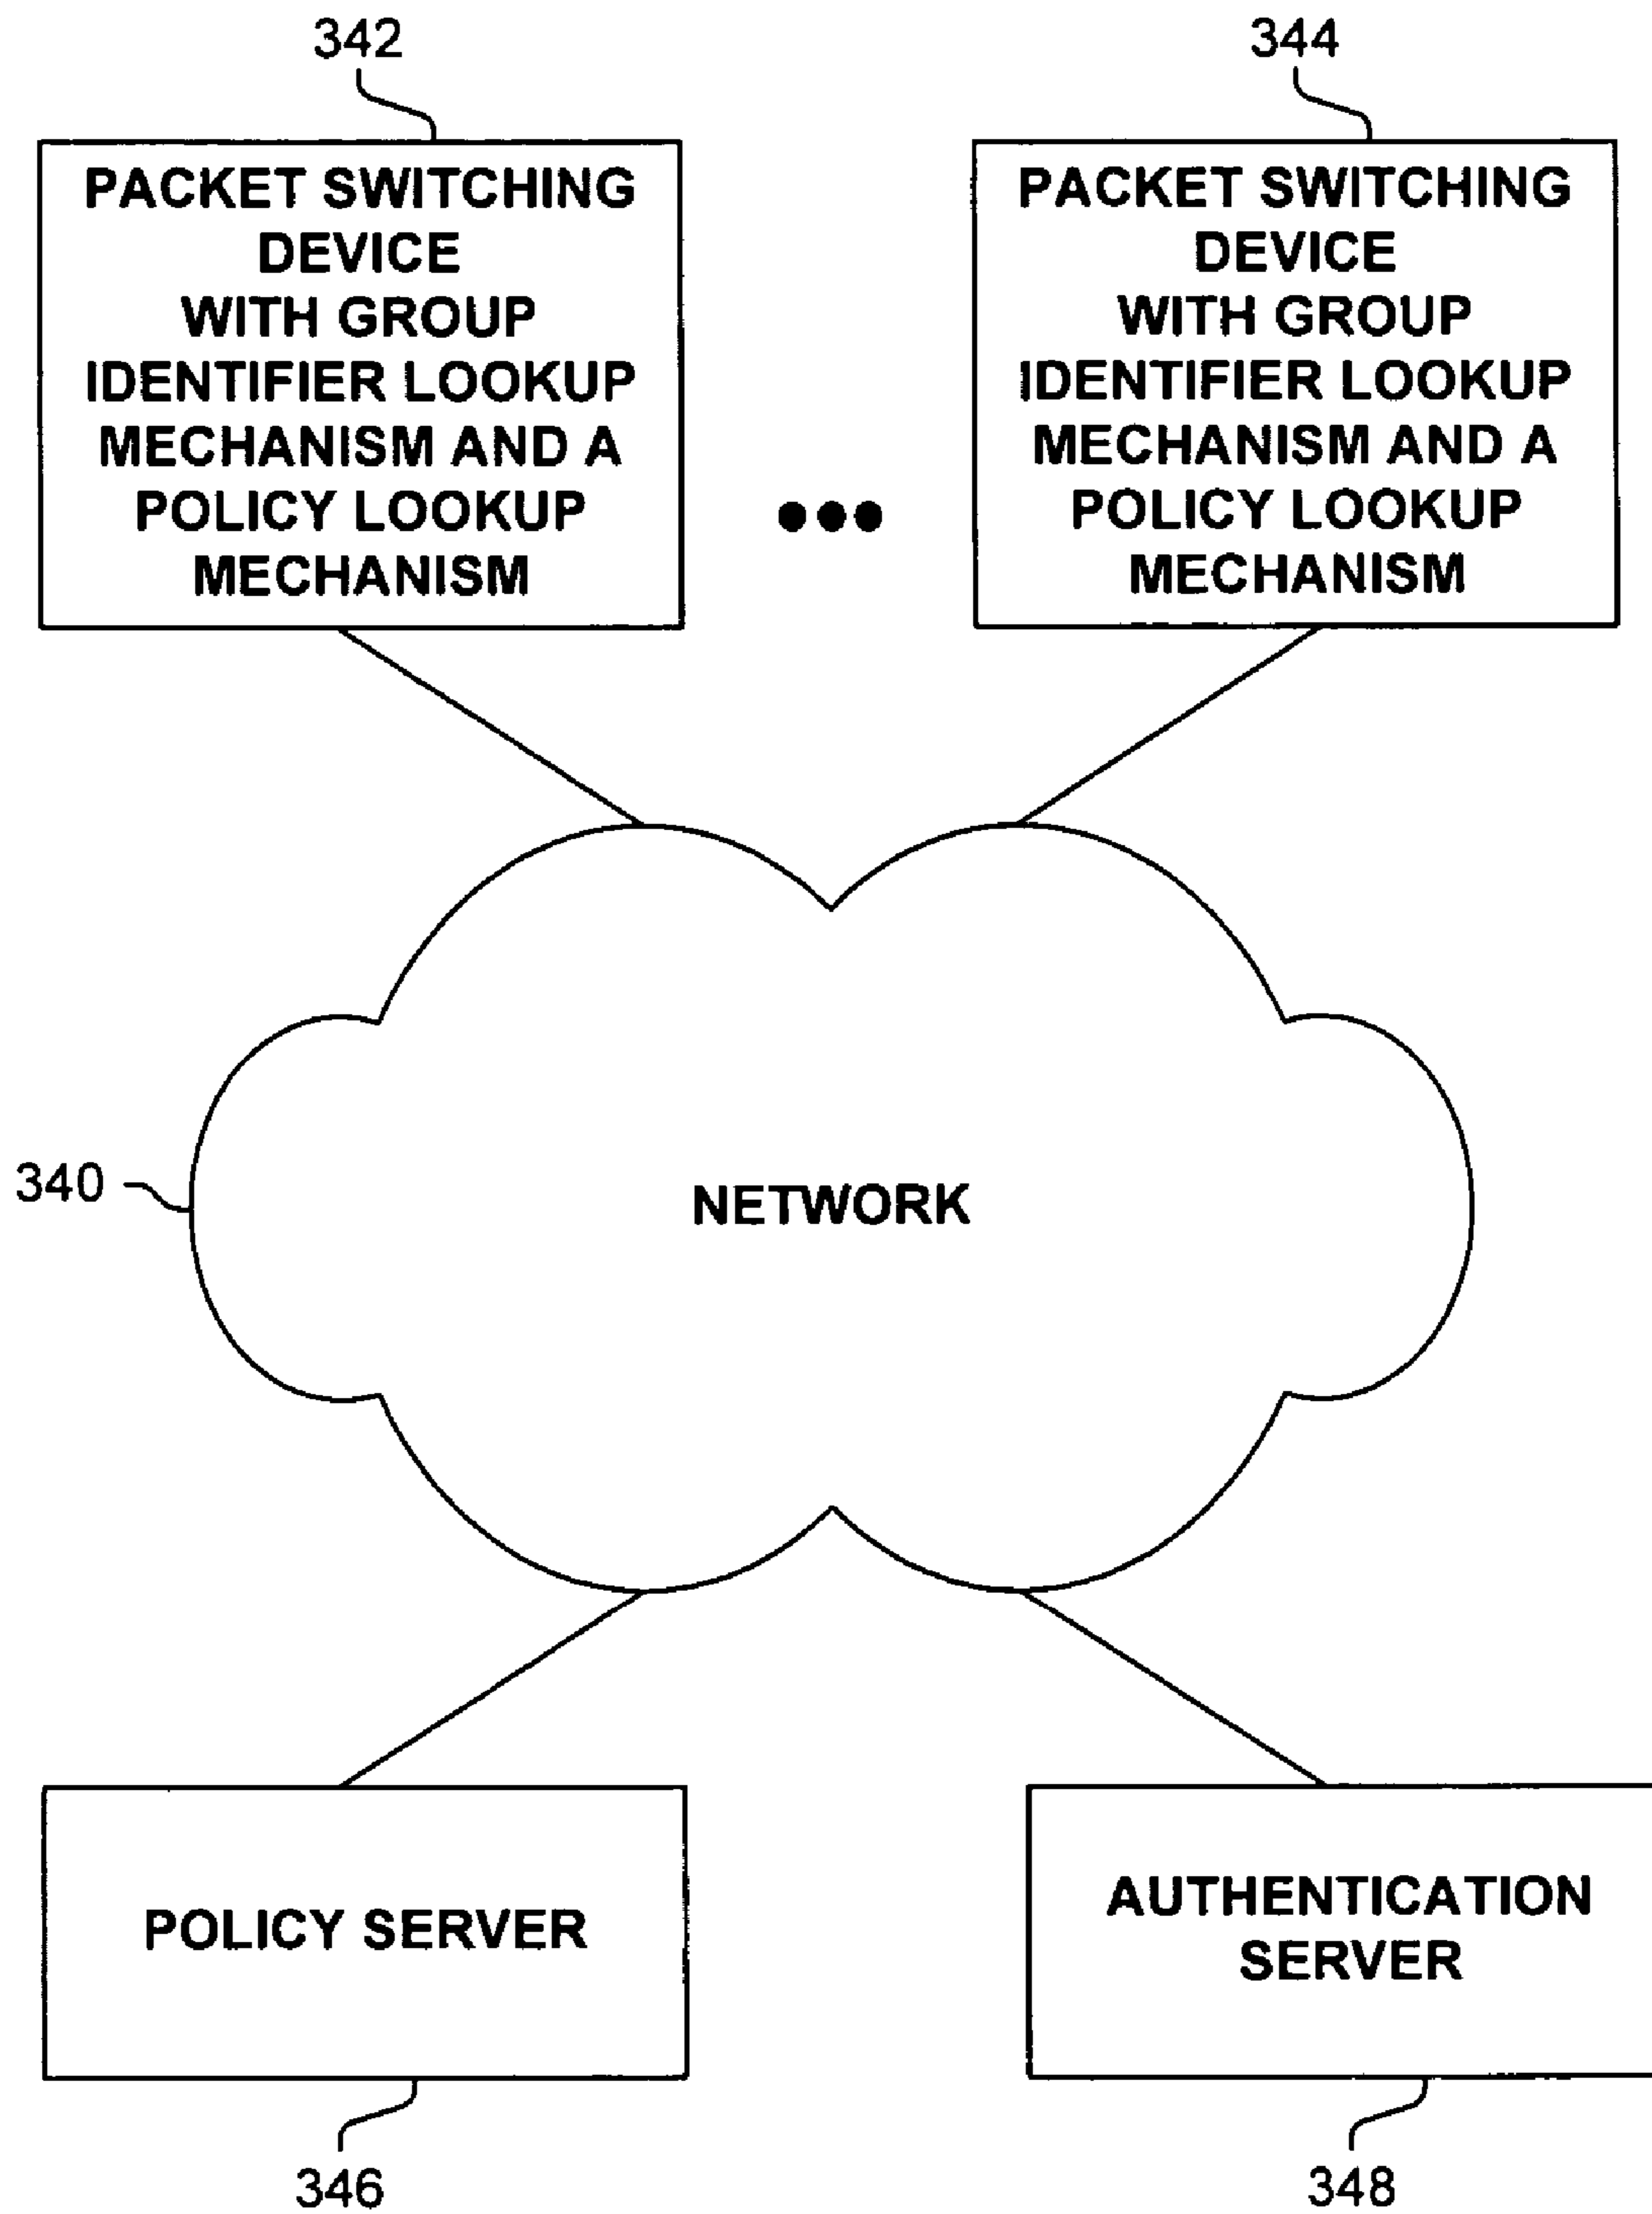 342
344
PACKET SWITCHING
DEVICE
WITH GROUP
IDENTIFIER LOOKUP
MECHANISM AND A
POLICY LOOKUP
MECHANISM
PACKET SWITCHING
DEVICE
WITH GROUP
IDENTIFIER LOOKUP
MECHANISM AND A
POLICY LOOKUP
MECHANISM
340
NETWORK
POLICY SERVER
AUTHENTICATION
SERVER
346
348